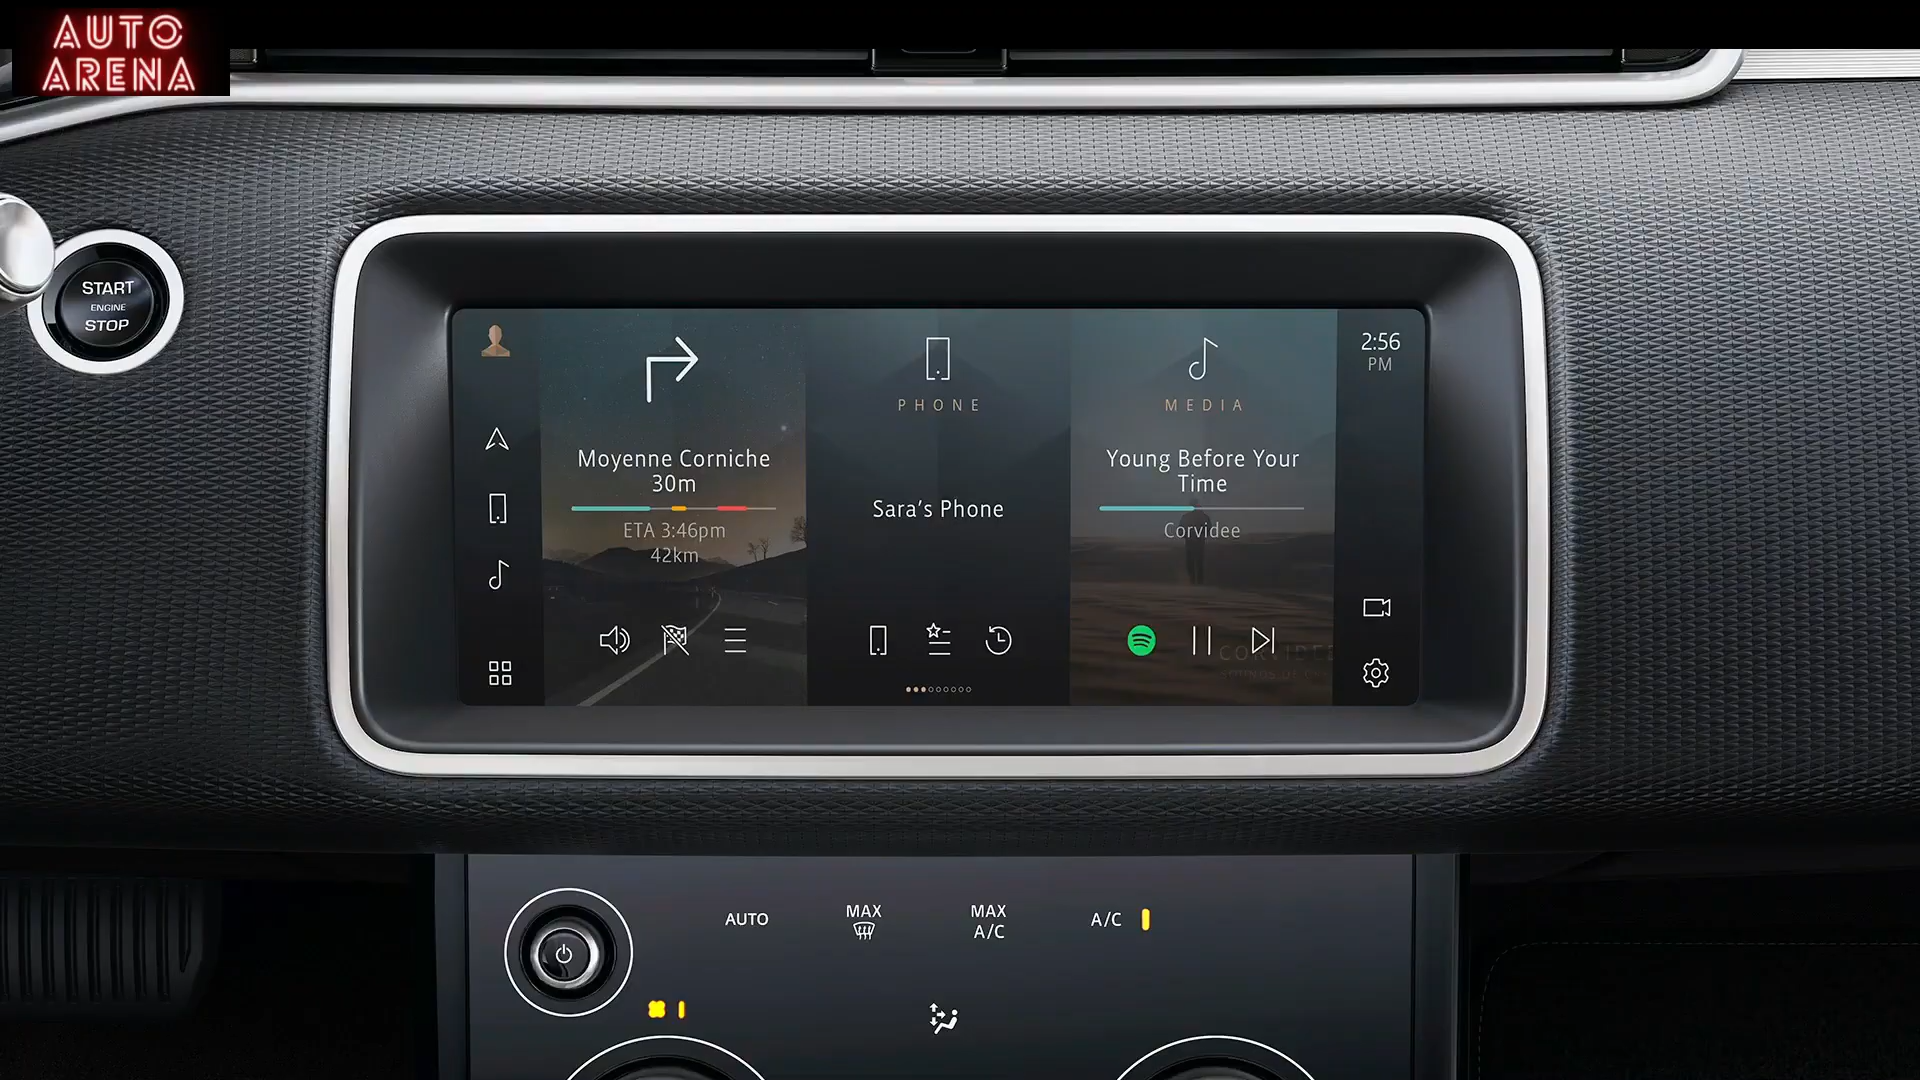 AUTO
ARENA
START
ENGINE
STOP
2:56
PM
PHONE
MEDIA
Moyenne Corniche
30m
Sara's Phone
Young Before Your
Time
ETA 3:46pm
42km
Corvidee
AUTO
MAX
MAX
A/C
A/C